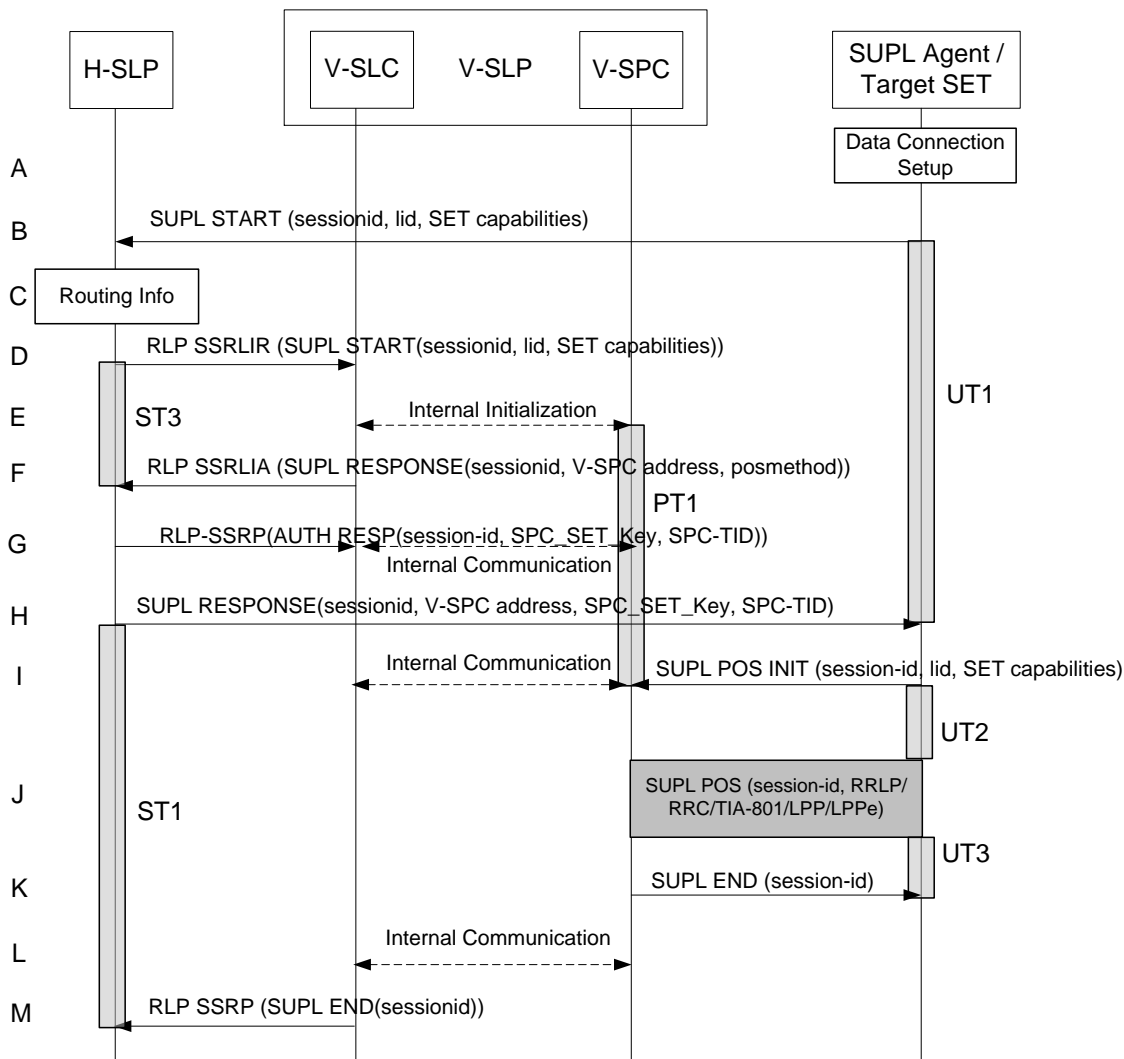 H-SLP
V-SLC
V-SLP
V-SPC
SUPL Agent /
Target SET
A
Data Connection
Setup
B
SUPL START (sessionid, lid, SET capabilities)
C
Routing Info
D
RLP SSRLIR (SUPL START(sessionid, lid, SET capabilities))
UT1
E
ST3
Internal Initialization
F
RLP SSRLIA (SUPL RESPONSE(sessionid, V-SPC address, posmethod))
PT1
G
RLP-SSRP(AUTH RESP(session-id, SPC_SET_Key, SPC-TID))
Internal Communication
H
SUPL RESPONSE(sessionid, V-SPC address, SPC_SET_Key, SPC-TID)
I
Internal Communication
SUPL POS INIT (session-id, lid, SET capabilities)
UT2
J
ST1
SUPL POS (session-id, RRLP/
RRC/TIA-801/LPP/LPPe)
UT3
K
SUPL END (session-id)
L
Internal Communication
M
RLP SSRP (SUPL END(sessionid))